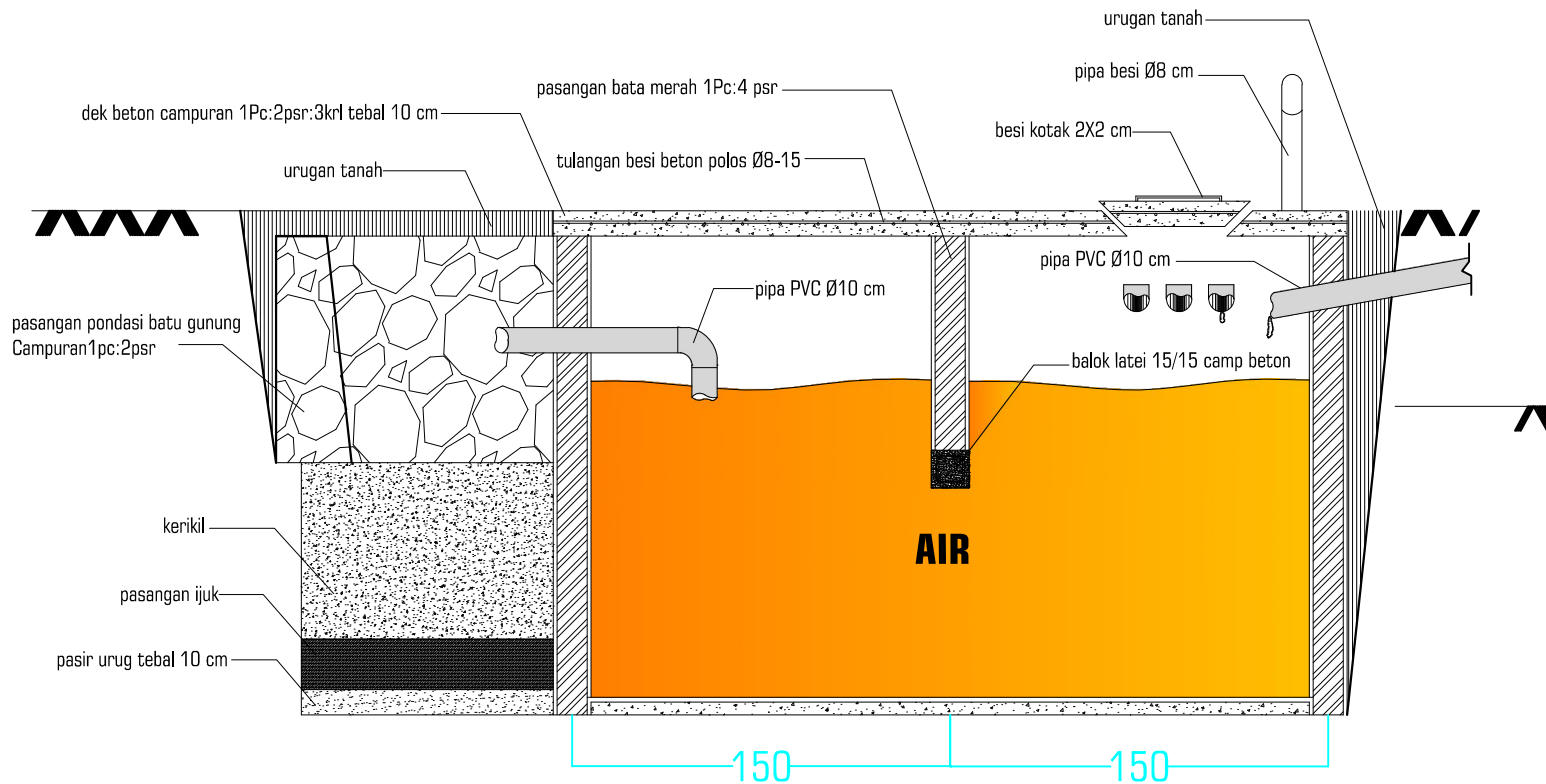 urugan tanah
pipa besi Ø8 cm
pasangan bata merah 1Pc:4 psr
dek beton campuran 1Pc:2psr:3krl tebal 10 cm
besi kotak 2X2 cm
tulangan besi beton polos Ø8-15
urugan tanah
pipa PVC Ø10 cm
pipa PVC Ø10 cm
pasangan pondasi batu gunung
Campuran1pc:2psr
balok latei 15/15 camp beton
kerikil
AIR
pasangan ijuk
pasir urug tebal 10 cm
150
150